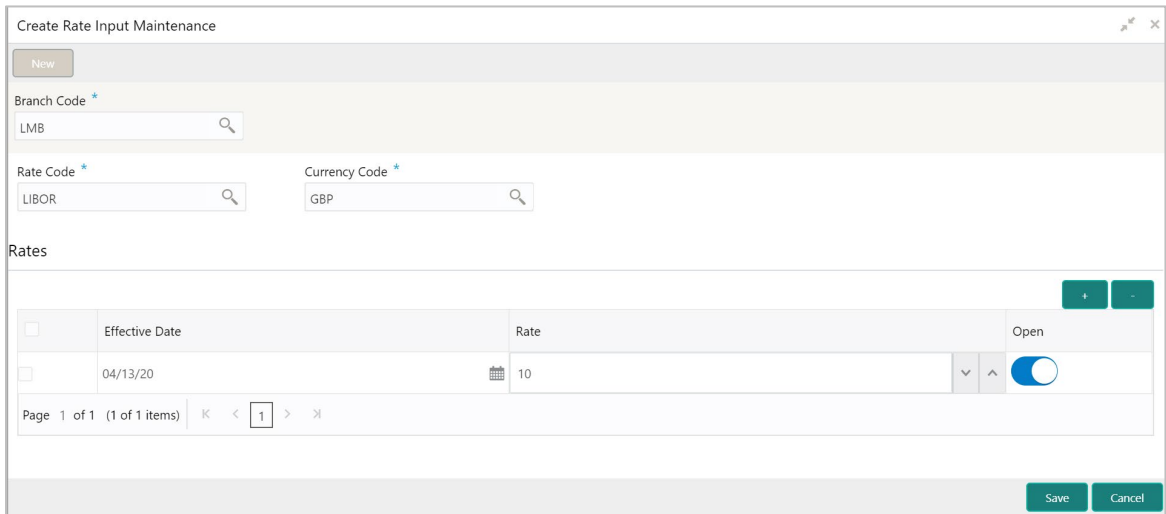 Create Rate Input Maintenance
New
Branch Code *
LMB
Rate Code * Currency Code *
LIBOR GBP
Rates
+ -
Effective Date Rate Open
04/13/20 10
Page 1 of 1 (1 of 1 items) K < 1 > >|
Save Cancel